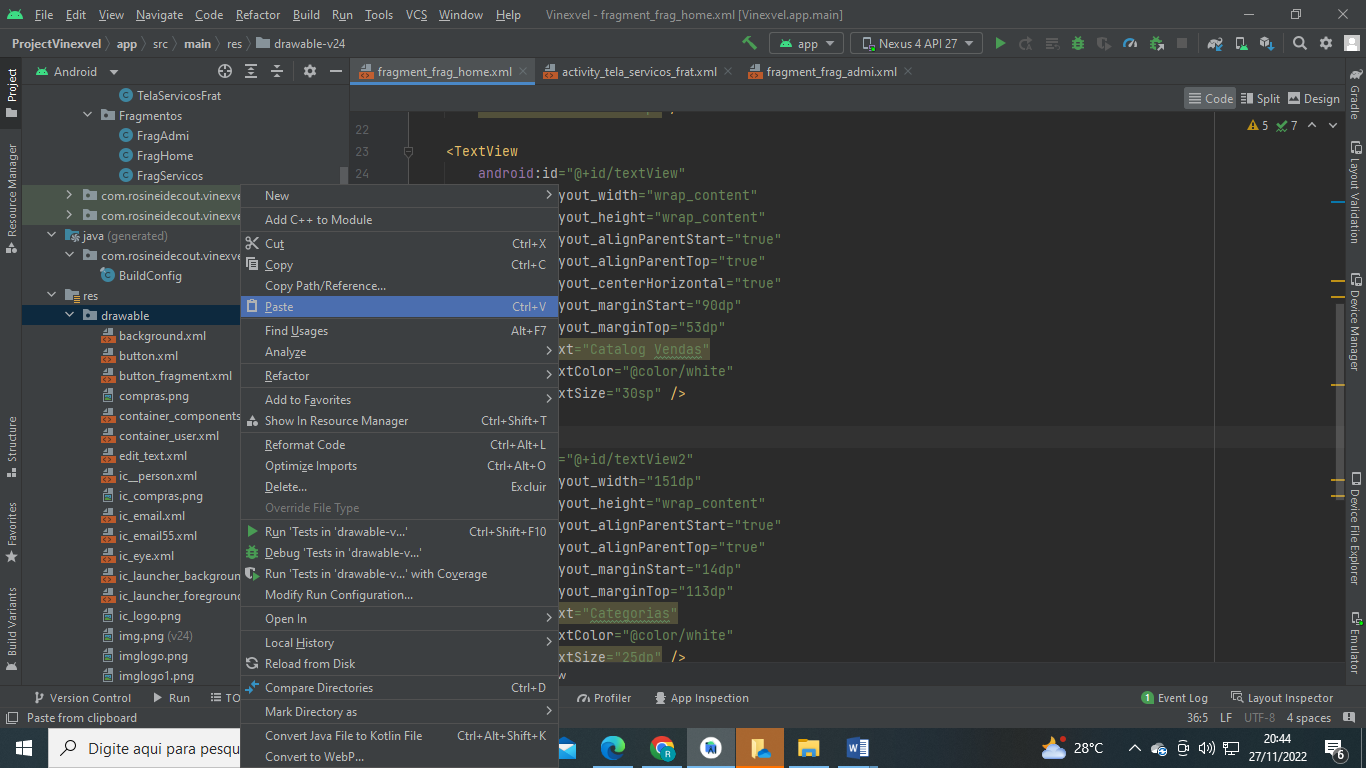 File Edit View Navigate Code Refactor Build Run Tools VCS Window Help Vinexvel - fragment_frag_home.xml [Vinexvel.app.main]
ProjectVinexvel app src main res drawable-v24 app Nexus 4 API 27
Android fragment_frag_home.xml activity_tela_servicos_frat.xml fragment_frag_admi.xml
Code Split Design
Project
Resource Manager
Structure
Favorites
Build Variants
TelaServicosFrat
Fragmentos
FragAdmi
FragHome
FragServicos
com.rosineidecout.vinexve
com.rosineidecout.vinexve
java (generated)
com.rosineidecout.vinexve
BuildConfig
res
drawable
background.xml
button.xml
button_fragment.xml
compras.png
container_components
container_user.xml
edit_text.xml
ic__person.xml
ic_compras.png
ic_email.xml
ic_email55.xml
ic_eye.xml
ic_launcher_backgroun
ic_launcher_foreground
ic_logo.png
img.png (v24)
imglogo.png
imglogo1.png
New
Add C++ to Module
Cut Ctrl+X
Copy Ctrl+C
Copy Path/Reference...
Paste Ctrl+V
Find Usages Alt+F7
Analyze
Refactor
Add to Favorites
Show In Resource Manager Ctrl+Shift+T
Reformat Code Ctrl+Alt+L
Optimize Imports Ctrl+Alt+O
Delete... Excluir
Override File Type
Run 'Tests in 'drawable-v...' Ctrl+Shift+F10
Debug 'Tests in 'drawable-v...'
Run 'Tests in 'drawable-v...' with Coverage
Modify Run Configuration...
Open In
Local History
Reload from Disk
Compare Directories Ctrl+D
Mark Directory as
Convert Java File to Kotlin File Ctrl+Alt+Shift+K
Convert to WebP...
5 7
22
23 <TextView
24 android:id="@+id/textView"
yout_width="wrap_content"
yout_height="wrap_content"
yout_alignParentStart="true"
yout_alignParentTop="true"
yout_centerHorizontal="true"
yout_marginStart="90dp"
yout_marginTop="53dp"
xt="Catalog Vendas"
xtColor="@color/white"
xtSize="30sp" />
="@+id/textView2"
yout_width="151dp"
yout_height="wrap_content"
yout_alignParentStart="true"
yout_alignParentTop="true"
yout_marginStart="14dp"
yout_marginTop="113dp"
xt="Categorias"
xtColor="@color/white"
xtSize="25dp" />
w
Gradle
Layout Validation
Device Manager
Device File Explorer
Emulator
Version Control Run TO Profiler App Inspection 1 Event Log Layout Inspector
Paste from clipboard 36:5 LF UTF-8 4 spaces
Digite aqui para pesqu 28°C 20:44
27/11/2022 6